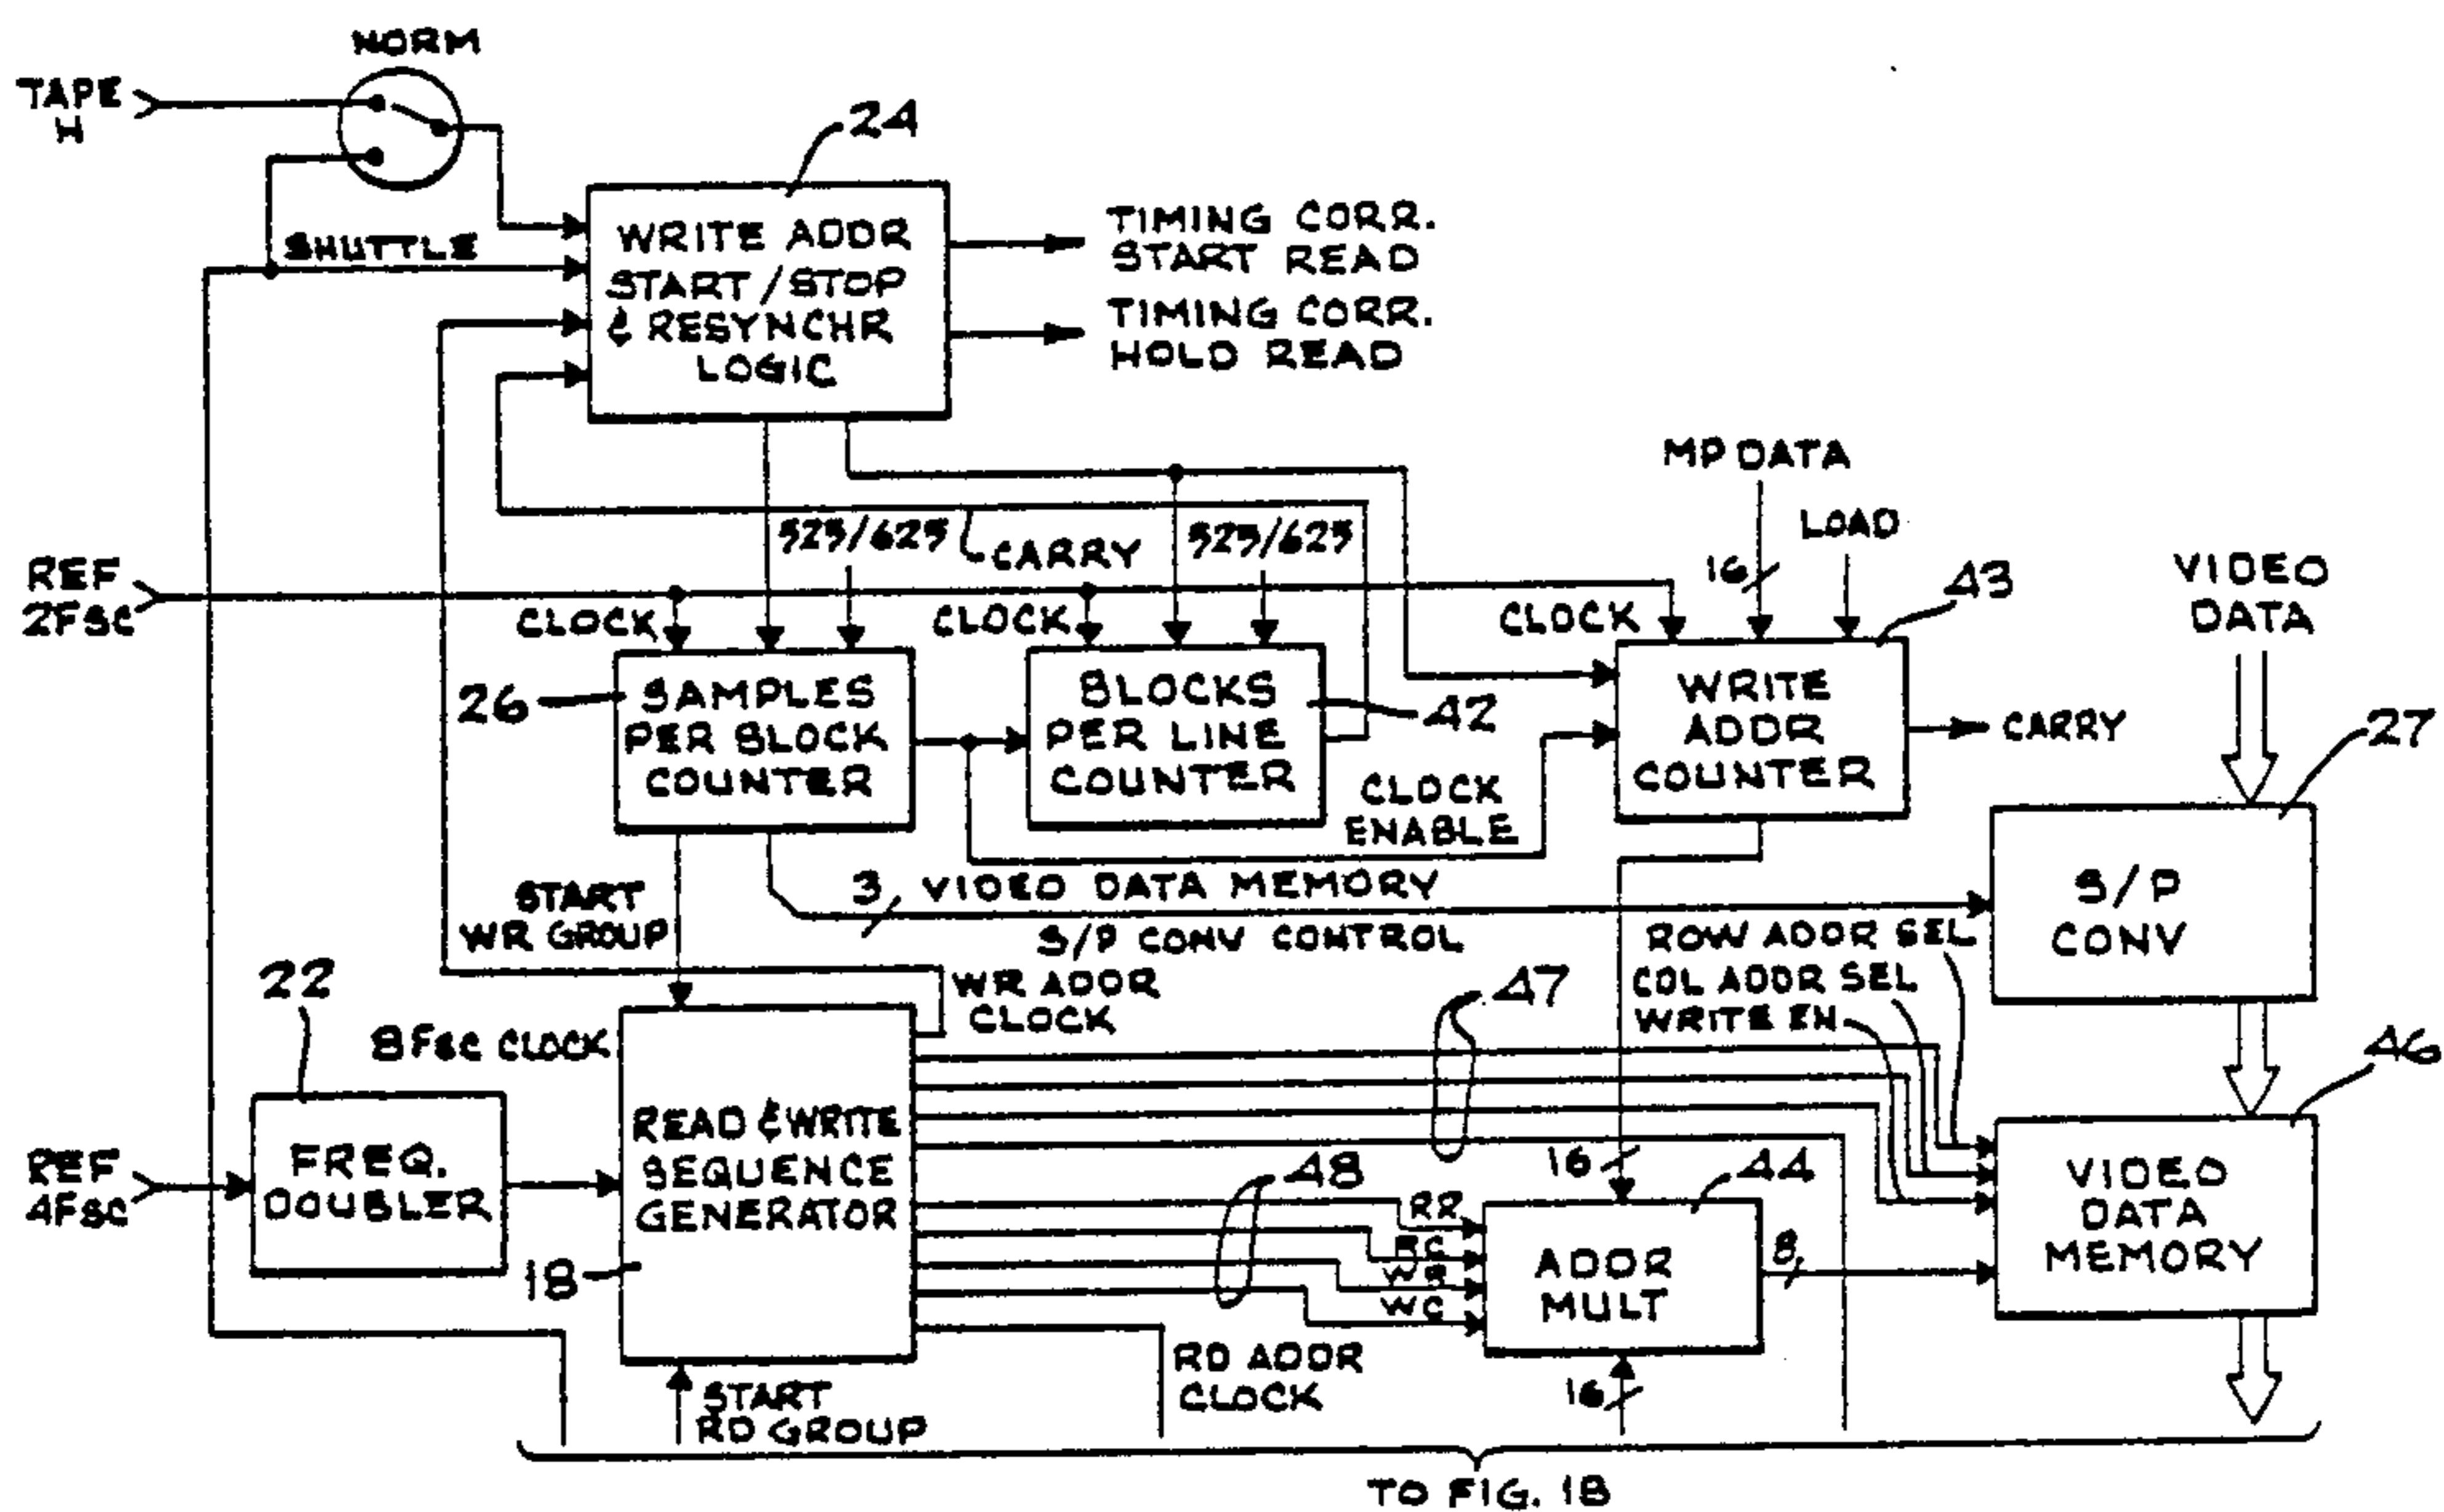 NORM
TAPE
H
24
WRITE ADDR
START/STOP
& RESYNCHR
LOGIC
SHUTTLE
TIMING CORR.
START READ
TIMING CORR.
HOLD READ
MP DATA
LOAD
16
43
VIDEO
DATA
525/625
CARRY
525/625
REF
2FSC
CLOCK
CLOCK
CLOCK
26
SAMPLES
PER BLOCK
COUNTER
BLOCKS
PER LINE
COUNTER
42
WRITE
ADDR
COUNTER
CARRY
27
CLOCK
ENABLE
START
WR GROUP
3
VIDEO DATA MEMORY
S/P CONV CONTROL
S/P
CONV
ROW ADDR SEL
COL ADDR SEL
WRITE EN
22
WR ADDR
CLOCK
47
46
8FSC CLOCK
REF
4FSC
FREQ.
DOUBLER
READ & WRITE
SEQUENCE
GENERATOR
18
48
16
44
RR
RC
WR
WC
ADDR
MULT
8
VIDEO
DATA
MEMORY
START
RD GROUP
RD ADDR
CLOCK
16
TO FIG. 1B